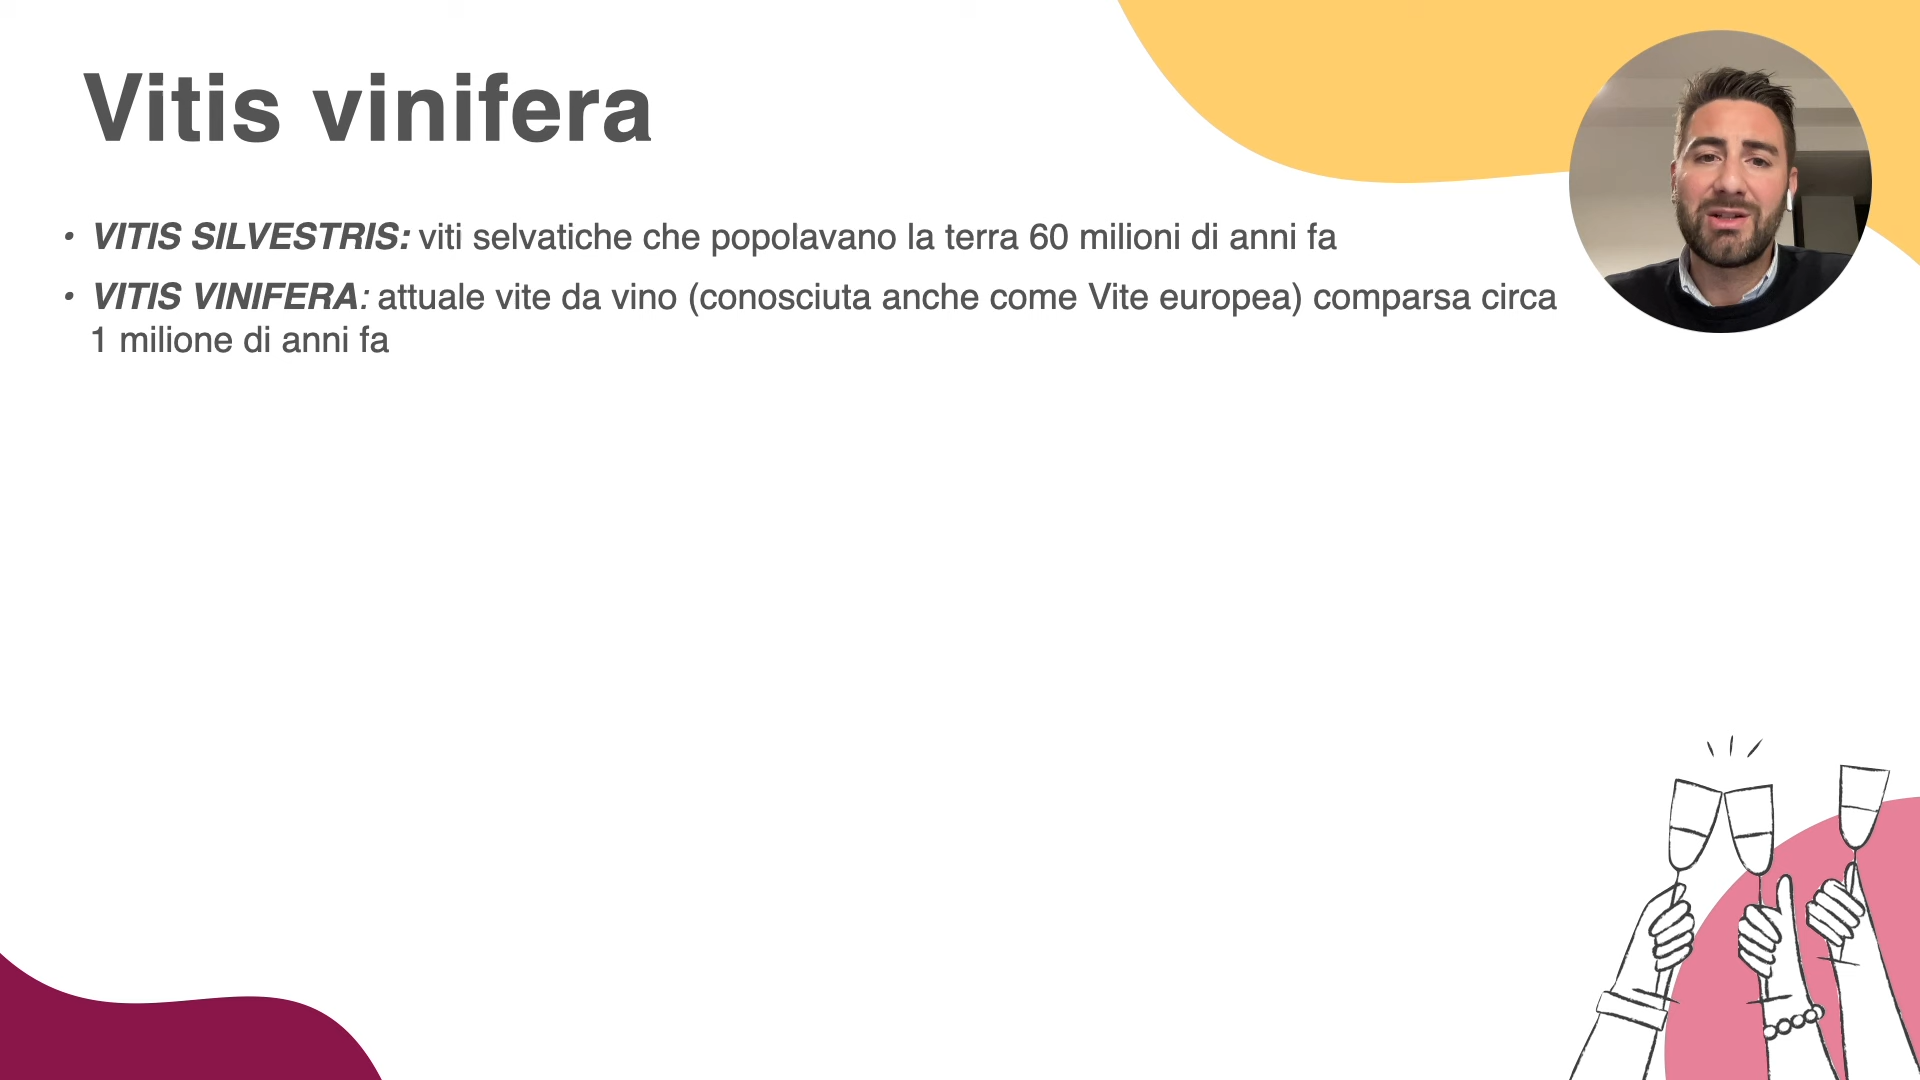 Vitis vinifera
• VITIS SILVESTRIS: viti selvatiche che popolavano la terra 60 milioni di anni fa
• VITIS VINIFERA: attuale vite da vino (conosciuta anche come Vite europea) comparsa circa
1 milione di anni fa